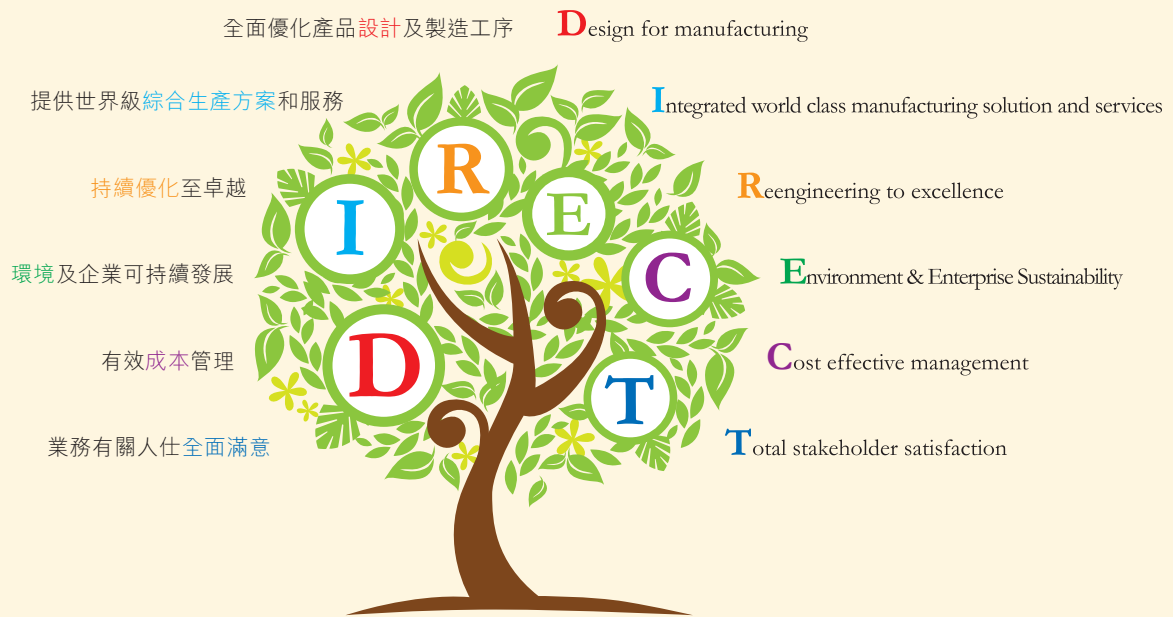 全面優化產品設計及製造工序
Design for manufacturing
提供世界級綜合生產方案和服務
Integrated world class manufacturing solution and services
持續優化至卓越
Reengineering to excellence
環境及企業可持續發展
Environment & Enterprise Sustainability
有效成本管理
Cost effective management
業務有關人仕全面滿意
Total stakeholder satisfaction
D
I
R
E
C
T